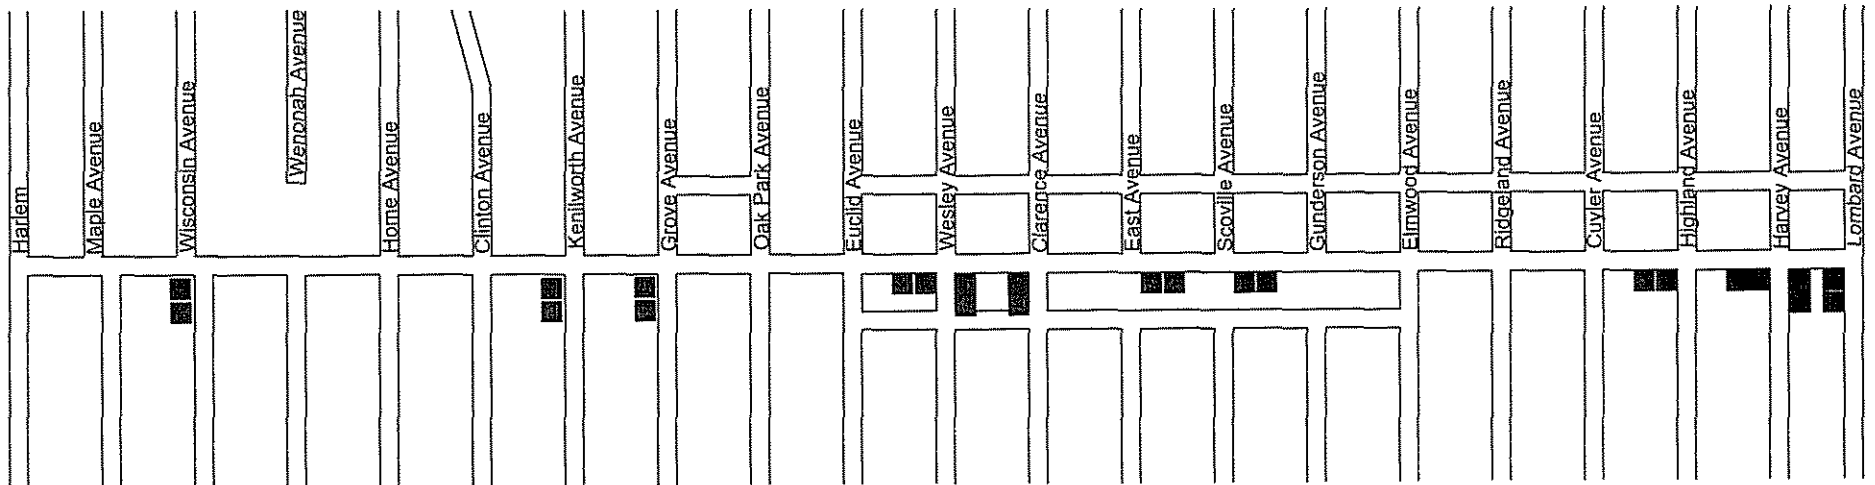 Harlem
Maple Avenue
Wisconsin Avenue
Wenonah Avenue
Home Avenue
Clinton Avenue
Kenilworth Avenue
Grove Avenue
Oak Park Avenue
Euclid Avenue
Wesley Avenue
Clarence Avenue
East Avenue
Scoville Avenue
Gunderson Avenue
Elmwood Avenue
Ridgeland Avenue
Cuyler Avenue
Highland Avenue
Harvey Avenue
Lombard Avenue